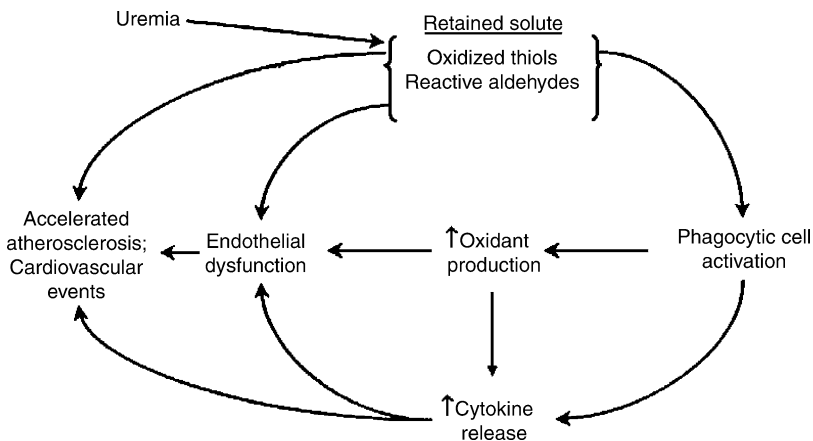 Uremia
Retained solute
Oxidized thiols
Reactive aldehydes
Accelerated
atherosclerosis;
Cardiovascular
events
Endothelial
dysfunction
↑Oxidant
production
Phagocytic cell
activation
↑Cytokine
release